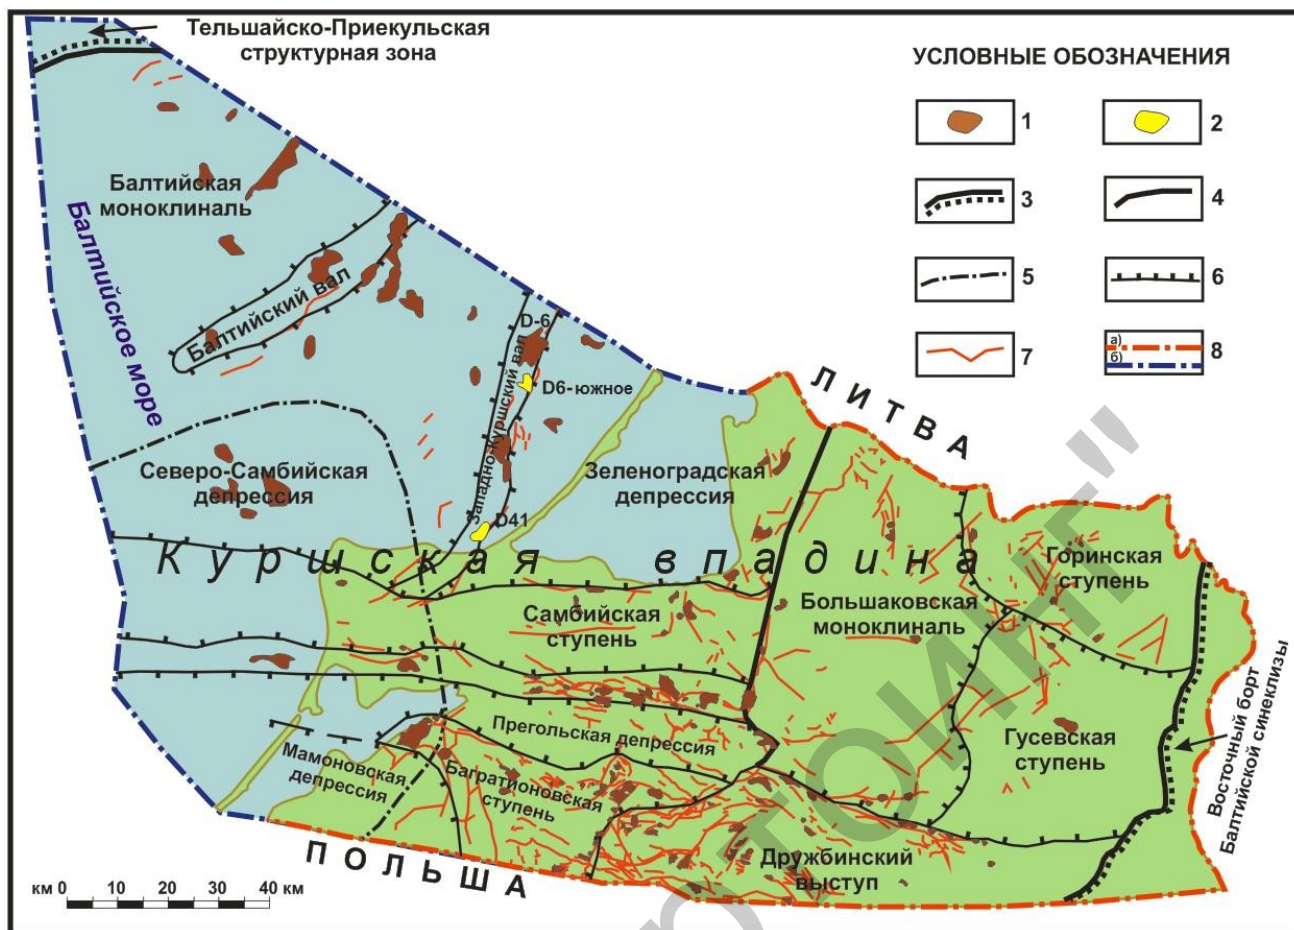 Тельшайско-Приекульская
структурная зона
УСЛОВНЫЕ ОБОЗНАЧЕНИЯ
1
2
3
4
5
6
7
а)
б)
8
Балтийская
моноклиналь
Балтийское море
Балтийский вал
D-6
Западно-Куршский вал
D6-южное
ЛИТВА
Северо-Самбийская
депрессия
Зеленоградская
депрессия
D41
Куршская впадина
Горинская
ступень
Самбийская
ступень
Большаковская
моноклиналь
Прегольская депрессия
Гусевская
ступень
Мамоновская
депрессия
Багратионовская
ступень
Восточный борт
Балтийской синеклизы
Дружбинский
выступ
ПОЛЬША
км 0 10 20 30 40 км